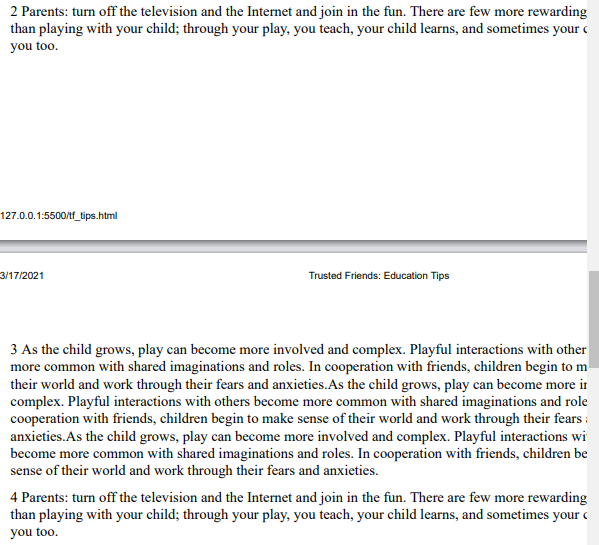 2 Parents: turn off the television and the Internet and join in the fun. There are few more rewarding
than playing with your child; through your play, you teach, your child learns, and sometimes your
you too.
127.0.0.1:5500/tf_tips.html
3/17/2021 Trusted Friends: Education Tips
3 As the child grows, play can become more involved and complex. Playful interactions with other
more common with shared imaginations and roles. In cooperation with friends, children begin to m
their world and work through their fears and anxieties.As the child grows, play can become more
complex. Playful interactions with others become more common with shared imaginations and role
cooperation with friends, children begin to make sense of their world and work through their fears
anxieties.As the child grows, play can become more involved and complex. Playful interactions wi
become more common with shared imaginations and roles. In cooperation with friends, children be
sense of their world and work through their fears and anxieties.
4 Parents: turn off the television and the Internet and join in the fun. There are few more rewarding
than playing with your child; through your play, you teach, your child learns, and sometimes your
you too.